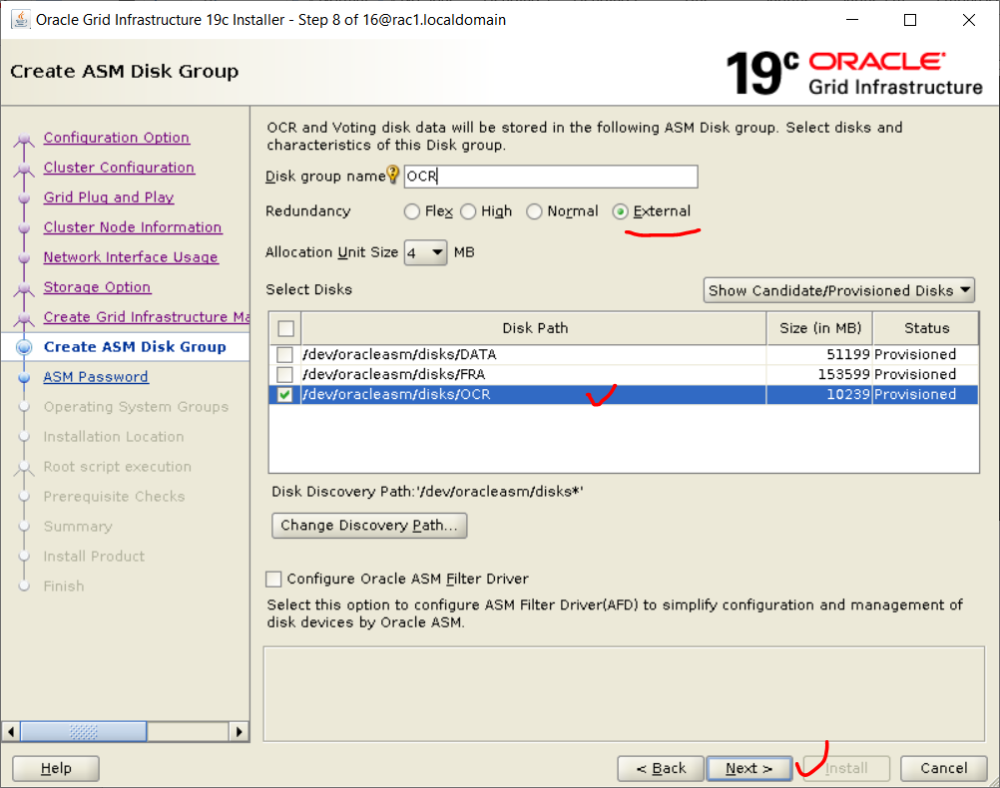 Oracle Grid Infrastructure 19c Installer - Step 8 of 16@rac1.localdomain
Create ASM Disk Group
19c ORACLE
Grid Infrastructure
Configuration Option
Cluster Configuration
Grid Plug and Play
Cluster Node Information
Network Interface Usage
Storage Option
Create Grid Infrastructure Ma
Create ASM Disk Group
ASM Password
Operating System Groups
Installation Location
Root script execution
Prerequisite Checks
Summary
Install Product
Finish
OCR and Voting disk data will be stored in the following ASM Disk group. Select disks and
characteristics of this Disk group.
Disk group name OCR
Redundancy Flex High Normal External
Allocation Unit Size 4 MB
Select Disks Show Candidate/Provisioned Disks
Disk Path Size (in MB) Status
/dev/oracleasm/disks/DATA 51199 Provisioned
/dev/oracleasm/disks/FRA 153599 Provisioned
/dev/oracleasm/disks/OCR 10239 Provisioned
Disk Discovery Path:'/dev/oracleasm/disks*'
Change Discovery Path...
Configure Oracle ASM Filter Driver
Select this option to configure ASM Filter Driver(AFD) to simplify configuration and management of
disk devices by Oracle ASM.
Help < Back Next > Install Cancel